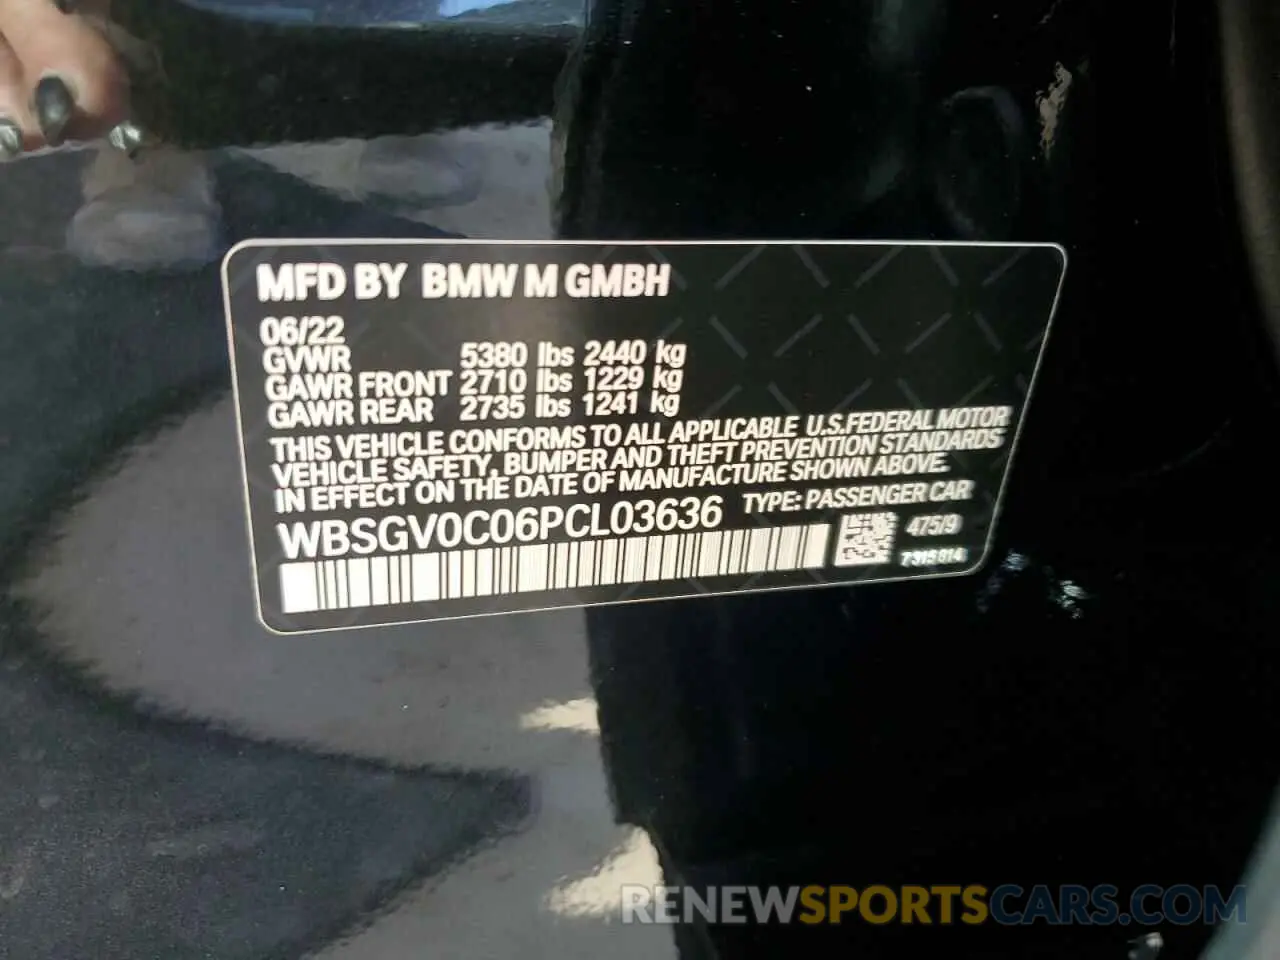 MFD BY BMW M GMBH
06/22
GVWR 5380 lbs 2440 kg
GAWR FRONT 2710 lbs 1229 kg
GAWR REAR 2735 lbs 1241 kg
THIS VEHICLE CONFORMS TO ALL APPLICABLE U.S.FEDERAL MOTOR
VEHICLE SAFETY, BUMPER AND THEFT PREVENTION STANDARDS
IN EFFECT ON THE DATE OF MANUFACTURE SHOWN ABOVE.
WBSGV0C06PCL03636 TYPE: PASSENGER CAR
475/9
7315814
RENEWSPORTSCARS.COM